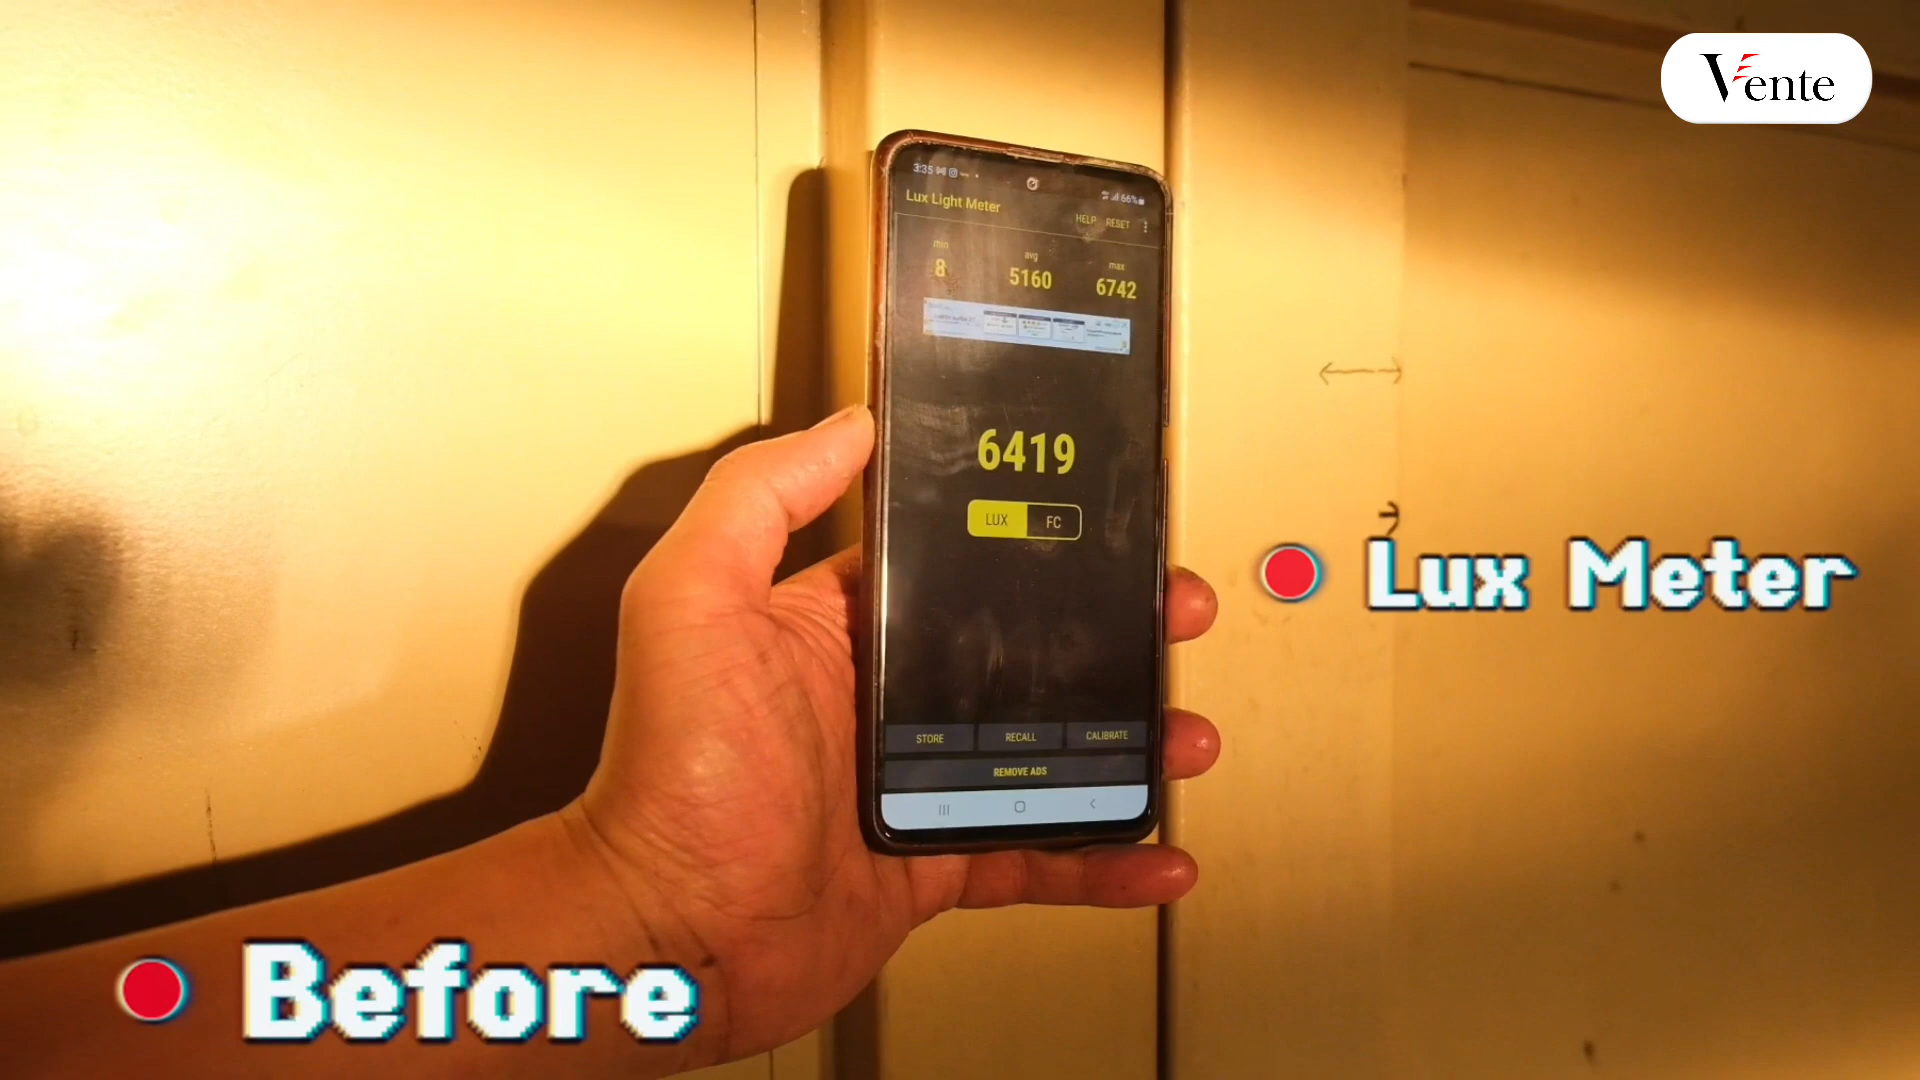 Vente
3:35
66%
Lux Light Meter
HELP RESET
min avg max
8 5160 6742
6419
LUX FC
Lux Meter
STORE RECALL CALIBRATE
REMOVE ADS
Before